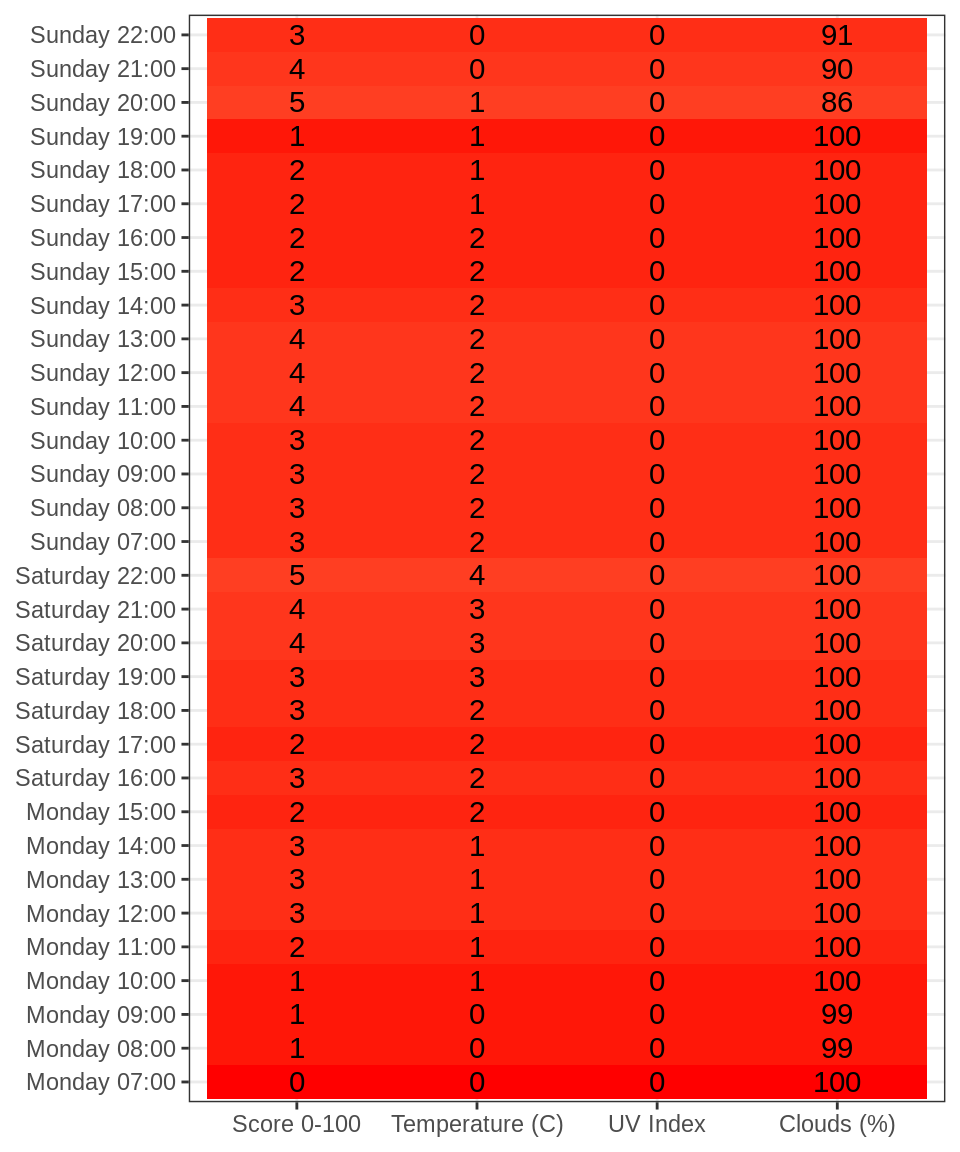 Sunday 22:00 3 0 0 91
Sunday 21:00 4 0 0 90
Sunday 20:00 5 1 0 86
Sunday 19:00 1 1 0 100
Sunday 18:00 2 1 0 100
Sunday 17:00 2 1 0 100
Sunday 16:00 2 2 0 100
Sunday 15:00 2 2 0 100
Sunday 14:00 3 2 0 100
Sunday 13:00 4 2 0 100
Sunday 12:00 4 2 0 100
Sunday 11:00 4 2 0 100
Sunday 10:00 3 2 0 100
Sunday 09:00 3 2 0 100
Sunday 08:00 3 2 0 100
Sunday 07:00 3 2 0 100
Saturday 22:00 5 4 0 100
Saturday 21:00 4 3 0 100
Saturday 20:00 4 3 0 100
Saturday 19:00 3 3 0 100
Saturday 18:00 3 2 0 100
Saturday 17:00 2 2 0 100
Saturday 16:00 3 2 0 100
Monday 15:00 2 2 0 100
Monday 14:00 3 1 0 100
Monday 13:00 3 1 0 100
Monday 12:00 3 1 0 100
Monday 11:00 2 1 0 100
Monday 10:00 1 1 0 100
Monday 09:00 1 0 0 99
Monday 08:00 1 0 0 99
Monday 07:00 0 0 0 100
Score 0-100 Temperature (C) UV Index Clouds (%)